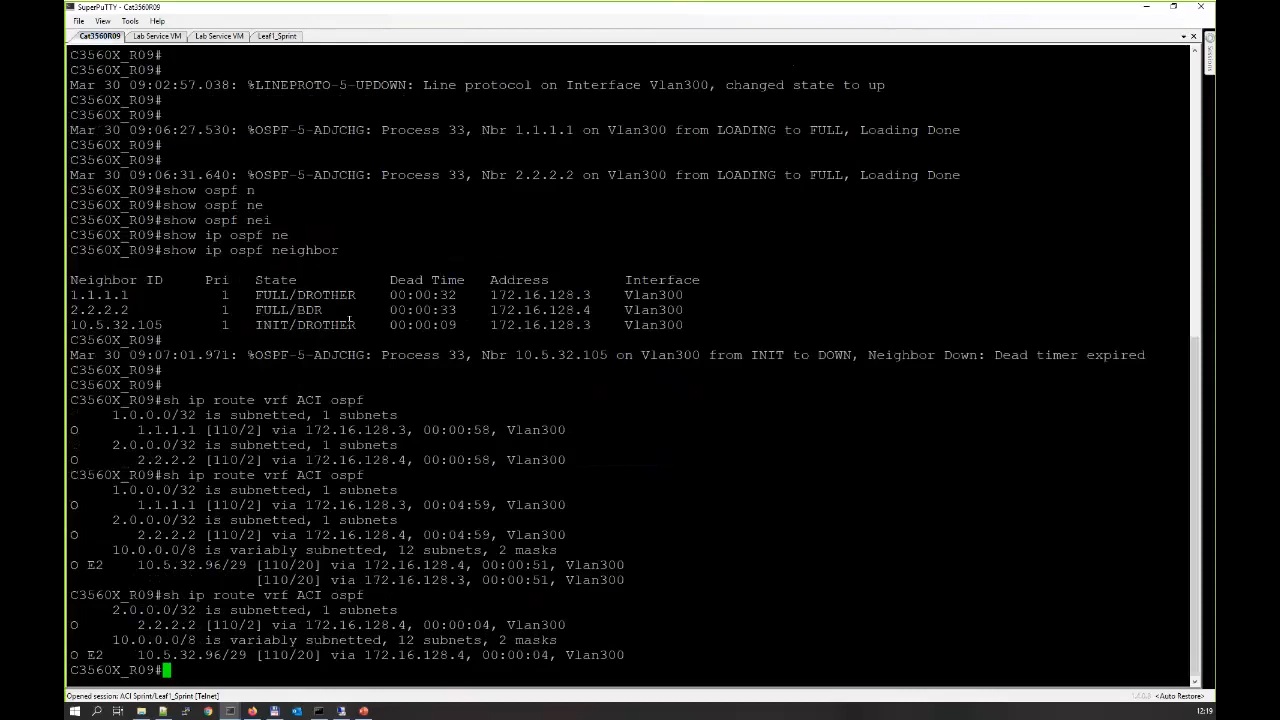 SuperPuTTY - Cat3560R09
File View Tools Help
Cat3560R09 Lab Service VM Lab Service VM Leaf1_Sprint
C3560X_R09#
C3560X_R09#
Mar 30 09:02:57.038: %LINEPROTO-5-UPDOWN: Line protocol on Interface Vlan300, changed state to up
C3560X_R09#
C3560X_R09#
Mar 30 09:06:27.530: %OSPF-5-ADJCHG: Process 33, Nbr 1.1.1.1 on Vlan300 from LOADING to FULL, Loading Done
C3560X_R09#
C3560X_R09#
Mar 30 09:06:31.640: %OSPF-5-ADJCHG: Process 33, Nbr 2.2.2.2 on Vlan300 from LOADING to FULL, Loading Done
C3560X_R09#show ospf n
C3560X_R09#show ospf ne
C3560X_R09#show ospf nei
C3560X_R09#show ip ospf ne
C3560X_R09#show ip ospf neighbor
Neighbor ID Pri State Dead Time Address Interface
1.1.1.1 1 FULL/DROTHER 00:00:32 172.16.128.3 Vlan300
2.2.2.2 1 FULL/BDR 00:00:33 172.16.128.4 Vlan300
10.5.32.105 1 INIT/DROTHER 00:00:09 172.16.128.3 Vlan300
C3560X_R09#
Mar 30 09:07:01.971: %OSPF-5-ADJCHG: Process 33, Nbr 10.5.32.105 on Vlan300 from INIT to DOWN, Neighbor Down: Dead timer expired
C3560X_R09#
C3560X_R09#
C3560X_R09#sh ip route vrf ACI ospf
1.0.0.0/32 is subnetted, 1 subnets
O 1.1.1.1 [110/2] via 172.16.128.3, 00:00:58, Vlan300
2.0.0.0/32 is subnetted, 1 subnets
O 2.2.2.2 [110/2] via 172.16.128.4, 00:00:58, Vlan300
C3560X_R09#sh ip route vrf ACI ospf
1.0.0.0/32 is subnetted, 1 subnets
O 1.1.1.1 [110/2] via 172.16.128.3, 00:04:59, Vlan300
2.0.0.0/32 is subnetted, 1 subnets
O 2.2.2.2 [110/2] via 172.16.128.4, 00:04:59, Vlan300
10.0.0.0/8 is variably subnetted, 12 subnets, 2 masks
O E2 10.5.32.96/29 [110/20] via 172.16.128.4, 00:00:51, Vlan300
[110/20] via 172.16.128.3, 00:00:51, Vlan300
C3560X_R09#sh ip route vrf ACI ospf
2.0.0.0/32 is subnetted, 1 subnets
O 2.2.2.2 [110/2] via 172.16.128.4, 00:00:04, Vlan300
10.0.0.0/8 is variably subnetted, 12 subnets, 2 masks
O E2 10.5.32.96/29 [110/20] via 172.16.128.4, 00:00:04, Vlan300
C3560X_R09#
Sessions
Opened session: ACI Sprint/Leaf1_Sprint [Telnet]
<Auto Restore>
12:19